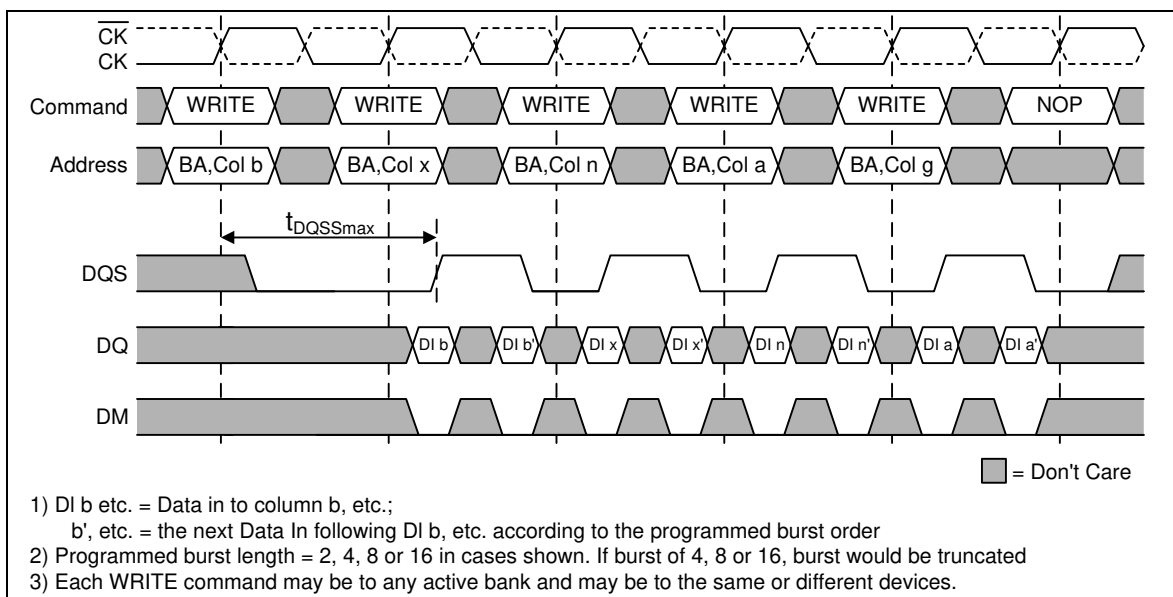 CK
CK
Command WRITE WRITE WRITE WRITE WRITE NOP
Address BA,Col b BA,Col x BA,Col n BA,Col a BA,Col g
tDQSSmax
DQS
DQ DI b DI b' DI x DI x' DI n DI n' DI a DI a'
DM
= Don't Care
1) DI b etc. = Data in to column b, etc.;
b', etc. = the next Data In following DI b, etc. according to the programmed burst order
2) Programmed burst length = 2, 4, 8 or 16 in cases shown. If burst of 4, 8 or 16, burst would be truncated
3) Each WRITE command may be to any active bank and may be to the same or different devices.